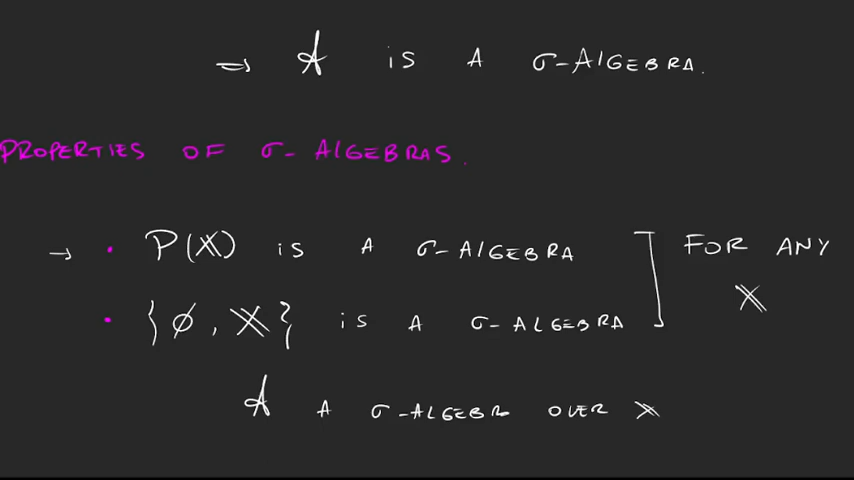 ⇒ 𝒜 is A σ-AlGEBRA.
PROPERTIES OF σ- AlGEBRAS.
→ • P(𝕏) is A σ-AlGEBRA ] FOR ANY 𝕏
• {ø, 𝕏} is A σ-ALGEBRA
𝒜 A σ-ALGEBRA OVER 𝕏